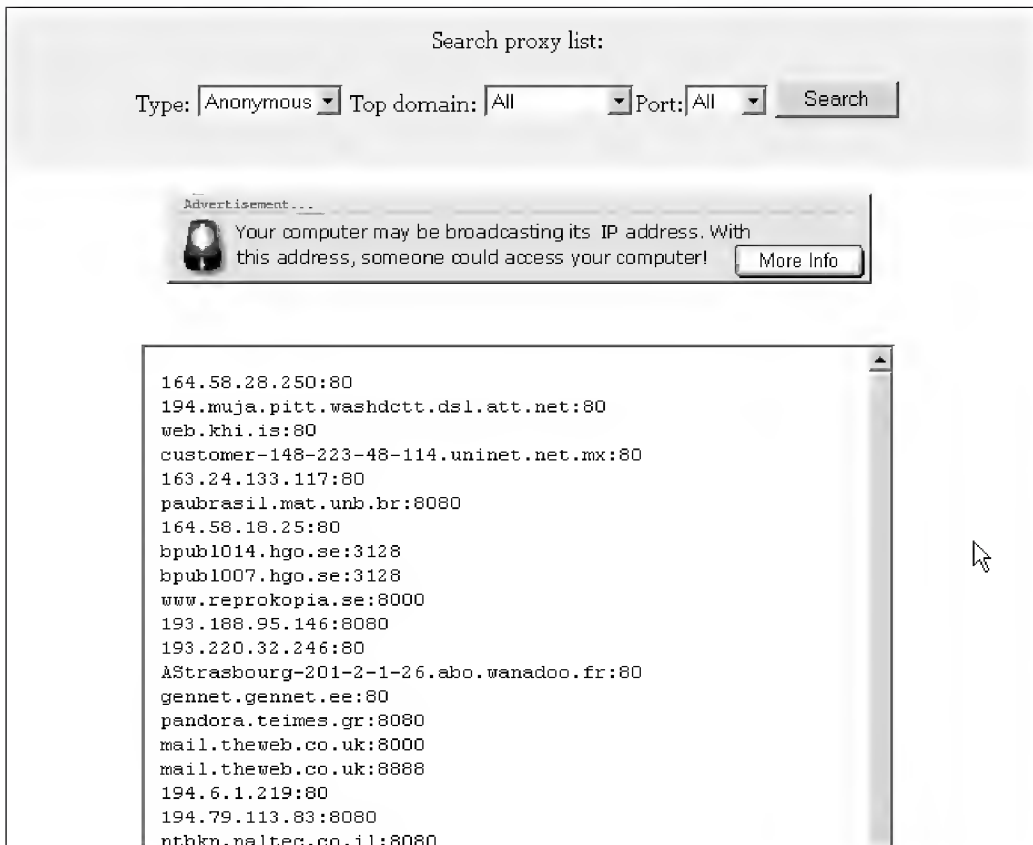 Search proxy list:
Type: Anonymous Top domain: All Port: All Search
Advertisement...
Your computer may be broadcasting its IP address. With
this address, someone could access your computer! More Info
164.58.28.250:80
194.muja.pitt.washdctt.dsl.att.net:80
web.khi.is:80
customer-148-223-48-114.uninet.net.mx:80
163.24.133.117:80
paubrasil.mat.unb.br:8080
164.58.18.25:80
bpubl014.hgo.se:3128
bpubl007.hgo.se:3128
www.reprokopia.se:8000
193.188.95.146:8080
193.220.32.246:80
AStrasbourg-201-2-1-26.abo.wanadoo.fr:80
gennet.gennet.ee:80
pandora.teimes.gr:8080
mail.theweb.co.uk:8000
mail.theweb.co.uk:8888
194.6.1.219:80
194.79.113.83:8080
ntbkp.naltec.co.il:8080